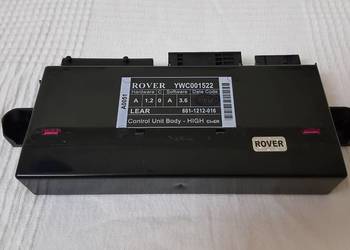 ROVER YWC001522
Hardware C Software Date Code
A 1.2 0 A 3.6
LEAR 601-1212-016
Control Unit Body - HIGH
A0051
ROVER